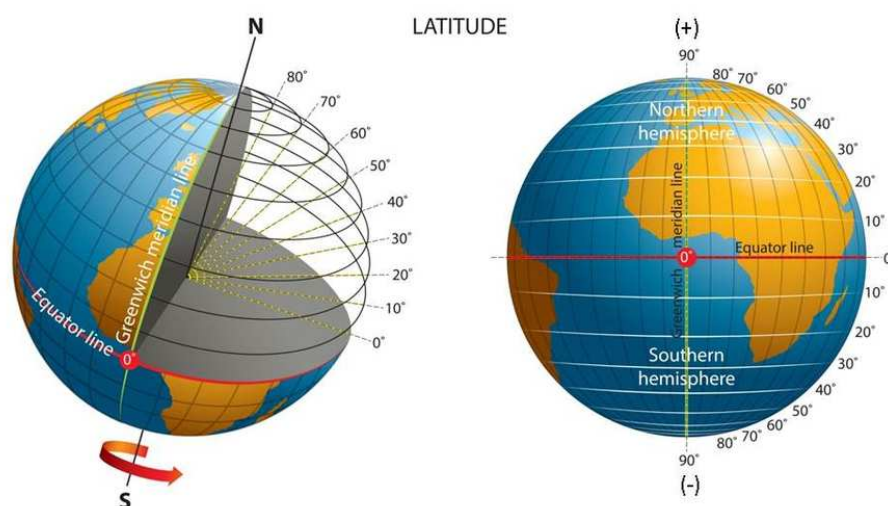 LATITUDE
N
80°
70°
60°
50°
40°
30°
20°
10°
0°
Greenwich meridian line
Equator line
0°
S
(+)
90°
80°
70°
60°
50°
40°
30°
20°
10°
0°
10°
20°
30°
40°
50°
60°
70°
80°
90°
(-)
Northern
hemisphere
Greenwich meridian line
Equator line
0°
Southern
hemisphere